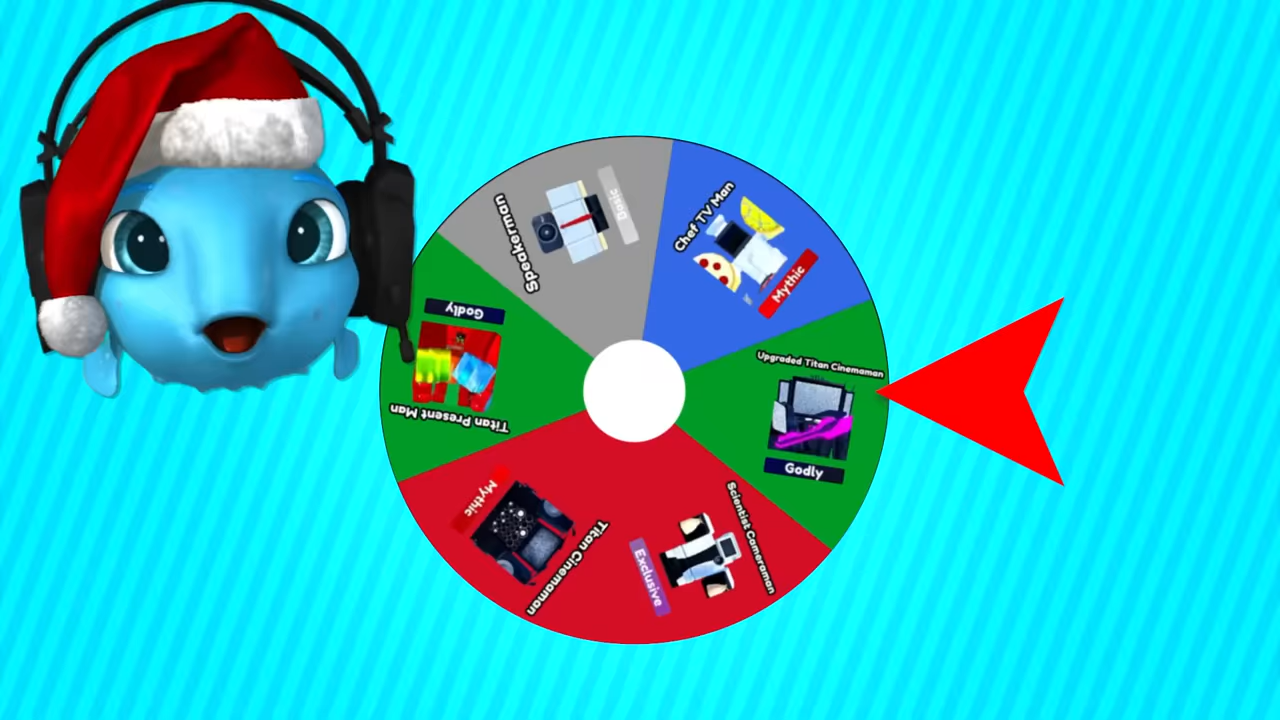 Speakerman
Basic
Chef TV Man
Mythic
Upgraded Titan Cinemaman
Godly
Scientist Cameraman
Exclusive
Titan Cinemaman
Mythic
Titan Present Man
Godly